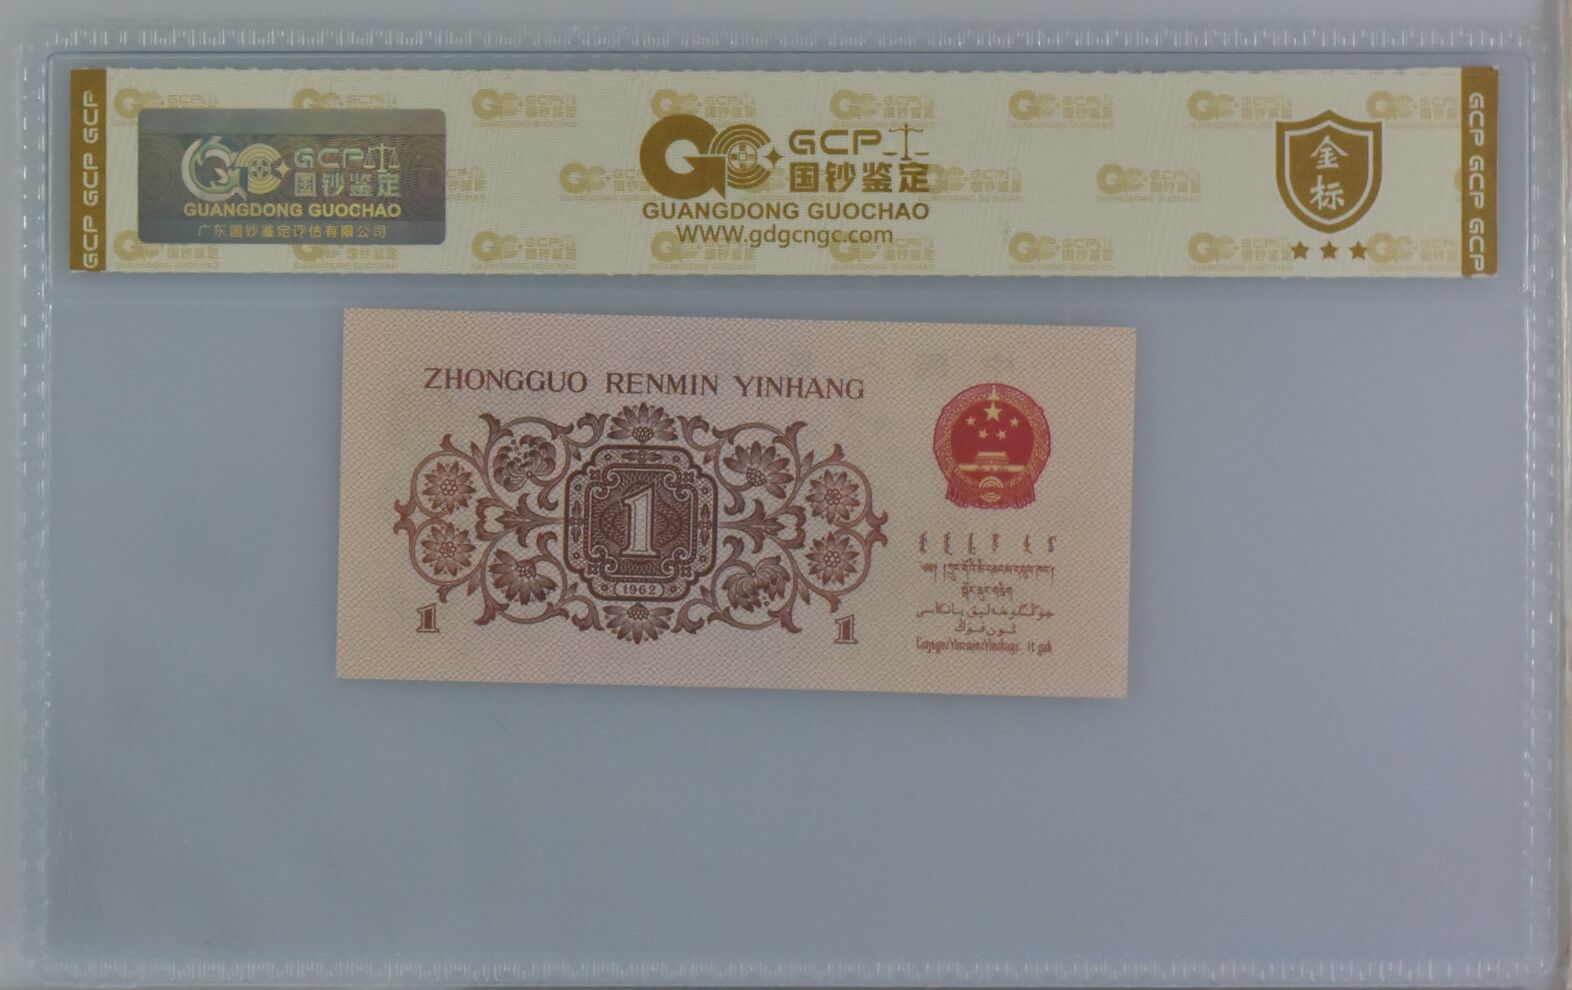 GCP GCP GCP
GCP
国钞鉴定
GUANGDONG GUOCHAO
广东国钞鉴定评估有限公司
GCP
国钞鉴定
GUANGDONG GUOCHAO
www.gdgcngc.com
金标
GCP GCP GCP
ZHONGGUO RENMIN YINHANG
1
(1962)
1
1